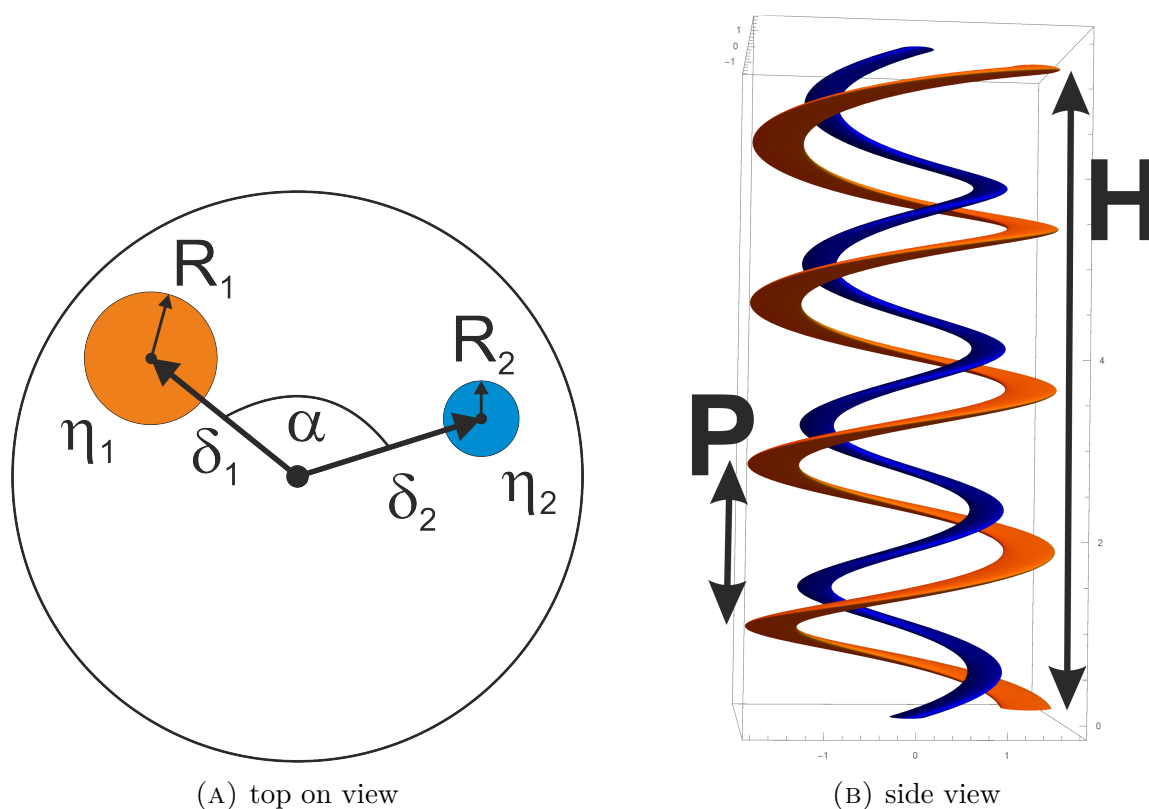 R₁
R₂
η₁
δ₁
α
δ₂
η₂
(A) top on view
1
0
-1
H
P
4
2
0
-1
0
1
(B) side view